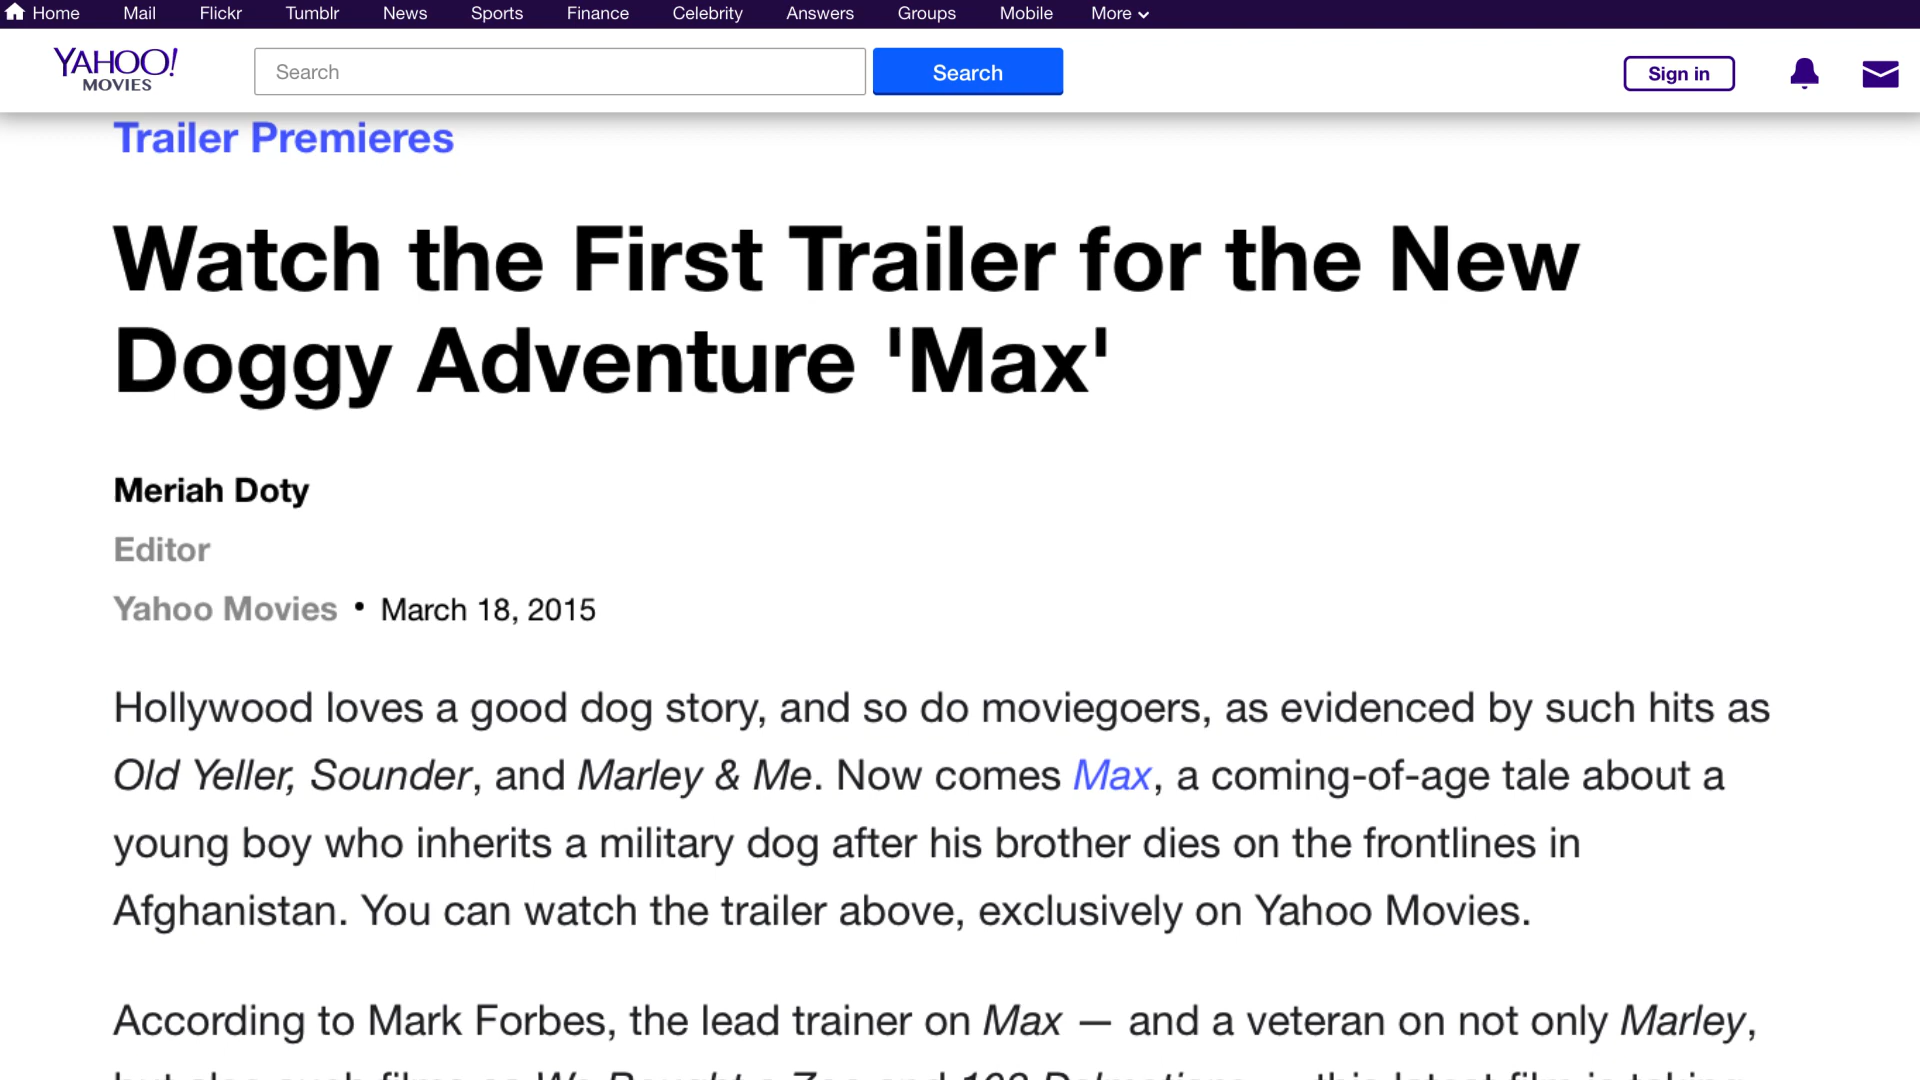 Home Mail Flickr Tumblr News Sports Finance Celebrity Answers Groups Mobile More
YAHOO!
MOVIES
Search
Search
Sign in
Trailer Premieres
Watch the First Trailer for the New
Doggy Adventure 'Max'
Meriah Doty
Editor
Yahoo Movies • March 18, 2015
Hollywood loves a good dog story, and so do moviegoers, as evidenced by such hits as
Old Yeller, Sounder, and Marley & Me. Now comes Max, a coming-of-age tale about a
young boy who inherits a military dog after his brother dies on the frontlines in
Afghanistan. You can watch the trailer above, exclusively on Yahoo Movies.
According to Mark Forbes, the lead trainer on Max — and a veteran on not only Marley,